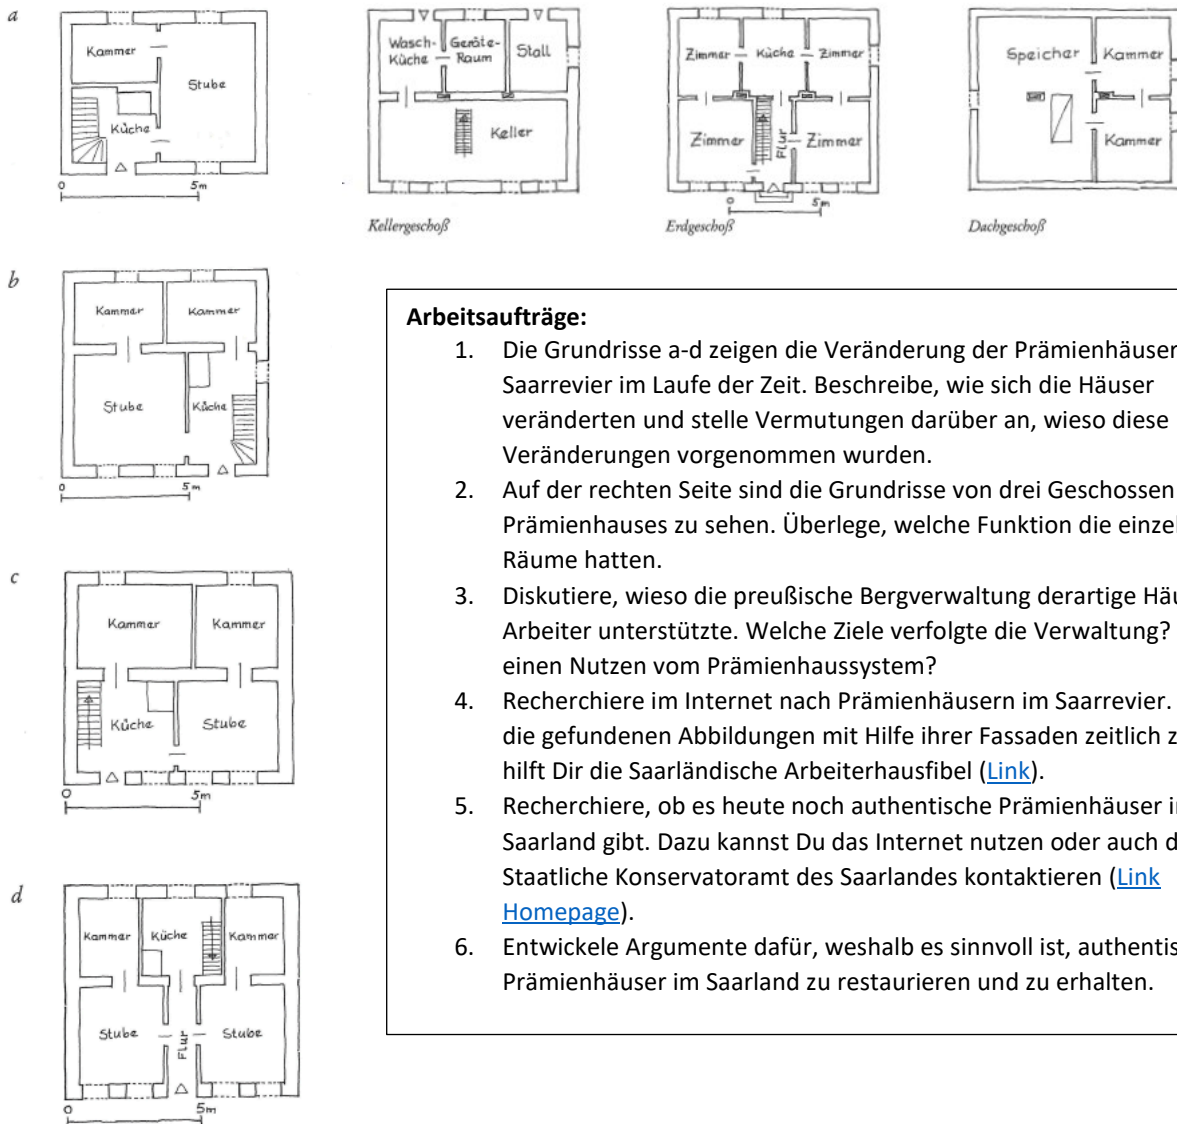 a
Kammer
Stube
Küche
0 5m
Wasch-
Küche
Geräte-
Raum
Stall
Keller
Kellergeschoß
Zimmer
Küche
Zimmer
Zimmer
Flur
Zimmer
0 5m
Erdgeschoß
Speicher
Kammer
Kammer
Dachgeschoß
b
Kammer
Kammer
Stube
Küche
0 5m
c
Kammer
Kammer
Küche
Stube
0 5m
d
Kammer
Küche
Kammer
Stube
Flur
Stube
0 5m
Arbeitsaufträge:
1. Die Grundrisse a-d zeigen die Veränderung der Prämienhäuser
Saarrevier im Laufe der Zeit. Beschreibe, wie sich die Häuser
veränderten und stelle Vermutungen darüber an, wieso diese
Veränderungen vorgenommen wurden.
2. Auf der rechten Seite sind die Grundrisse von drei Geschossen
Prämienhauses zu sehen. Überlege, welche Funktion die einzel
Räume hatten.
3. Diskutiere, wieso die preußische Bergverwaltung derartige Häu
Arbeiter unterstützte. Welche Ziele verfolgte die Verwaltung?
einen Nutzen vom Prämienhaussystem?
4. Recherchiere im Internet nach Prämienhäusern im Saarrevier.
die gefundenen Abbildungen mit Hilfe ihrer Fassaden zeitlich z
hilft Dir die Saarländische Arbeiterhausfibel (Link).
5. Recherchiere, ob es heute noch authentische Prämienhäuser i
Saarland gibt. Dazu kannst Du das Internet nutzen oder auch d
Staatliche Konservatoramt des Saarlandes kontaktieren (Link
Homepage).
6. Entwickele Argumente dafür, weshalb es sinnvoll ist, authentis
Prämienhäuser im Saarland zu restaurieren und zu erhalten.